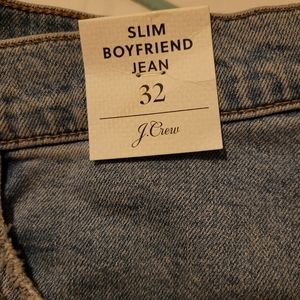 SLIM
BOYFRIEND
JEAN
32
J.Crew